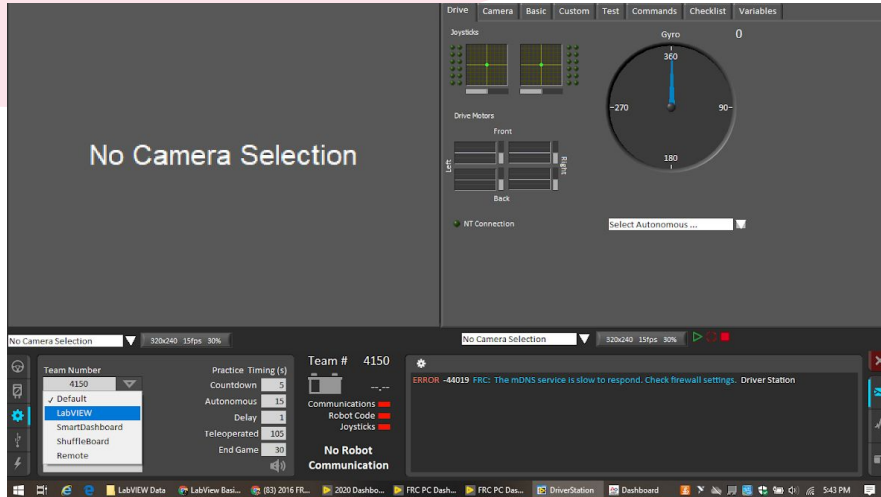 Drive Camera Basic Custom Test Commands Checklist Variables
Joysticks
Gyro 0
360
-270 90-
180
Drive Motors
Front
Left Right
Back
NT Connection
Select Autonomous ...
No Camera Selection
No Camera Selection 320x240 15fps 30%
No Camera Selection 320x240 15fps 30%
Team Number
4150
✓ Default
LabVIEW
SmartDashboard
ShuffleBoard
Remote
Practice Timing (s)
Countdown 5
Autonomous 15
Delay 1
Teleoperated 105
End Game 30
Team # 4150
--.--
Communications
Robot Code
Joysticks
No Robot
Communication
ERROR -44019 FRC: The mDNS service is slow to respond. Check firewall settings. Driver Station
LabVIEW Data LabView Basi... (83) 2016 FR... 2020 Dashbo... FRC PC Dash... FRC PC Das... DriverStation Dashboard 5:43 PM